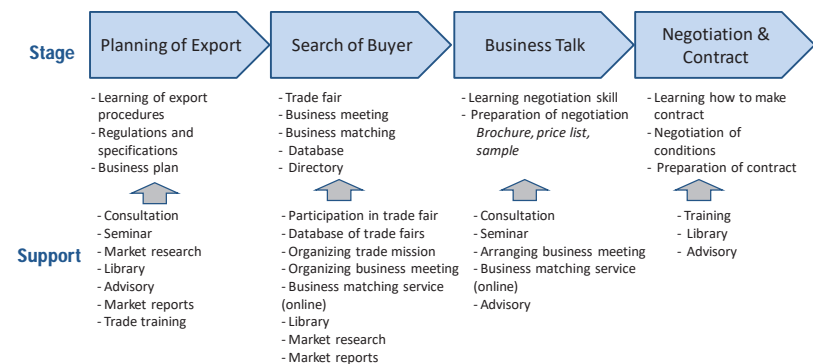 Stage
Planning of Export
Search of Buyer
Business Talk
Negotiation &
Contract
- Learning of export
procedures
- Regulations and
specifications
- Business plan
- Trade fair
- Business meeting
- Business matching
- Database
- Directory
- Learning negotiation skill
- Preparation of negotiation
Brochure, price list,
sample
- Learning how to make
contract
- Negotiation of
conditions
- Preparation of contract
Support
- Consultation
- Seminar
- Market research
- Library
- Advisory
- Market reports
- Trade training
- Participation in trade fair
- Database of trade fairs
- Organizing trade mission
- Organizing business meeting
- Business matching service
(online)
- Library
- Market research
- Market reports
- Consultation
- Seminar
- Arranging business meeting
- Business matching service
(online)
- Advisory
- Training
- Library
- Advisory